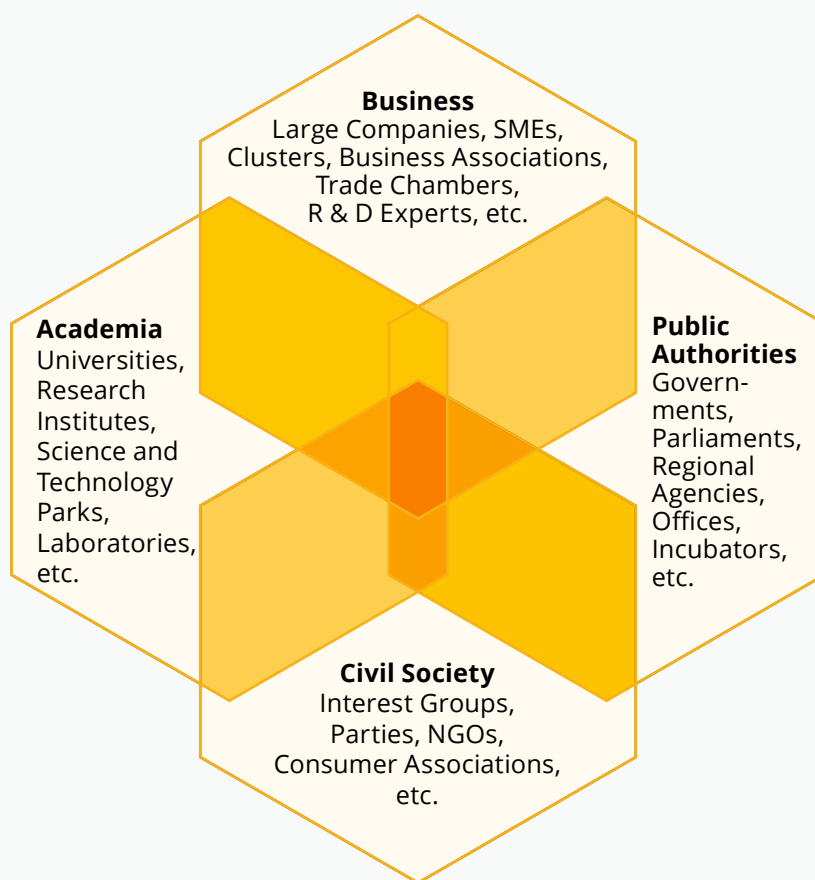 Business
Large Companies, SMEs,
Clusters, Business Associations,
Trade Chambers,
R & D Experts, etc.
Academia
Universities,
Research
Institutes,
Science and
Technology
Parks,
Laboratories,
etc.
Public
Authorities
Govern-
ments,
Parliaments,
Regional
Agencies,
Offices,
Incubators,
etc.
Civil Society
Interest Groups,
Parties, NGOs,
Consumer Associations,
etc.